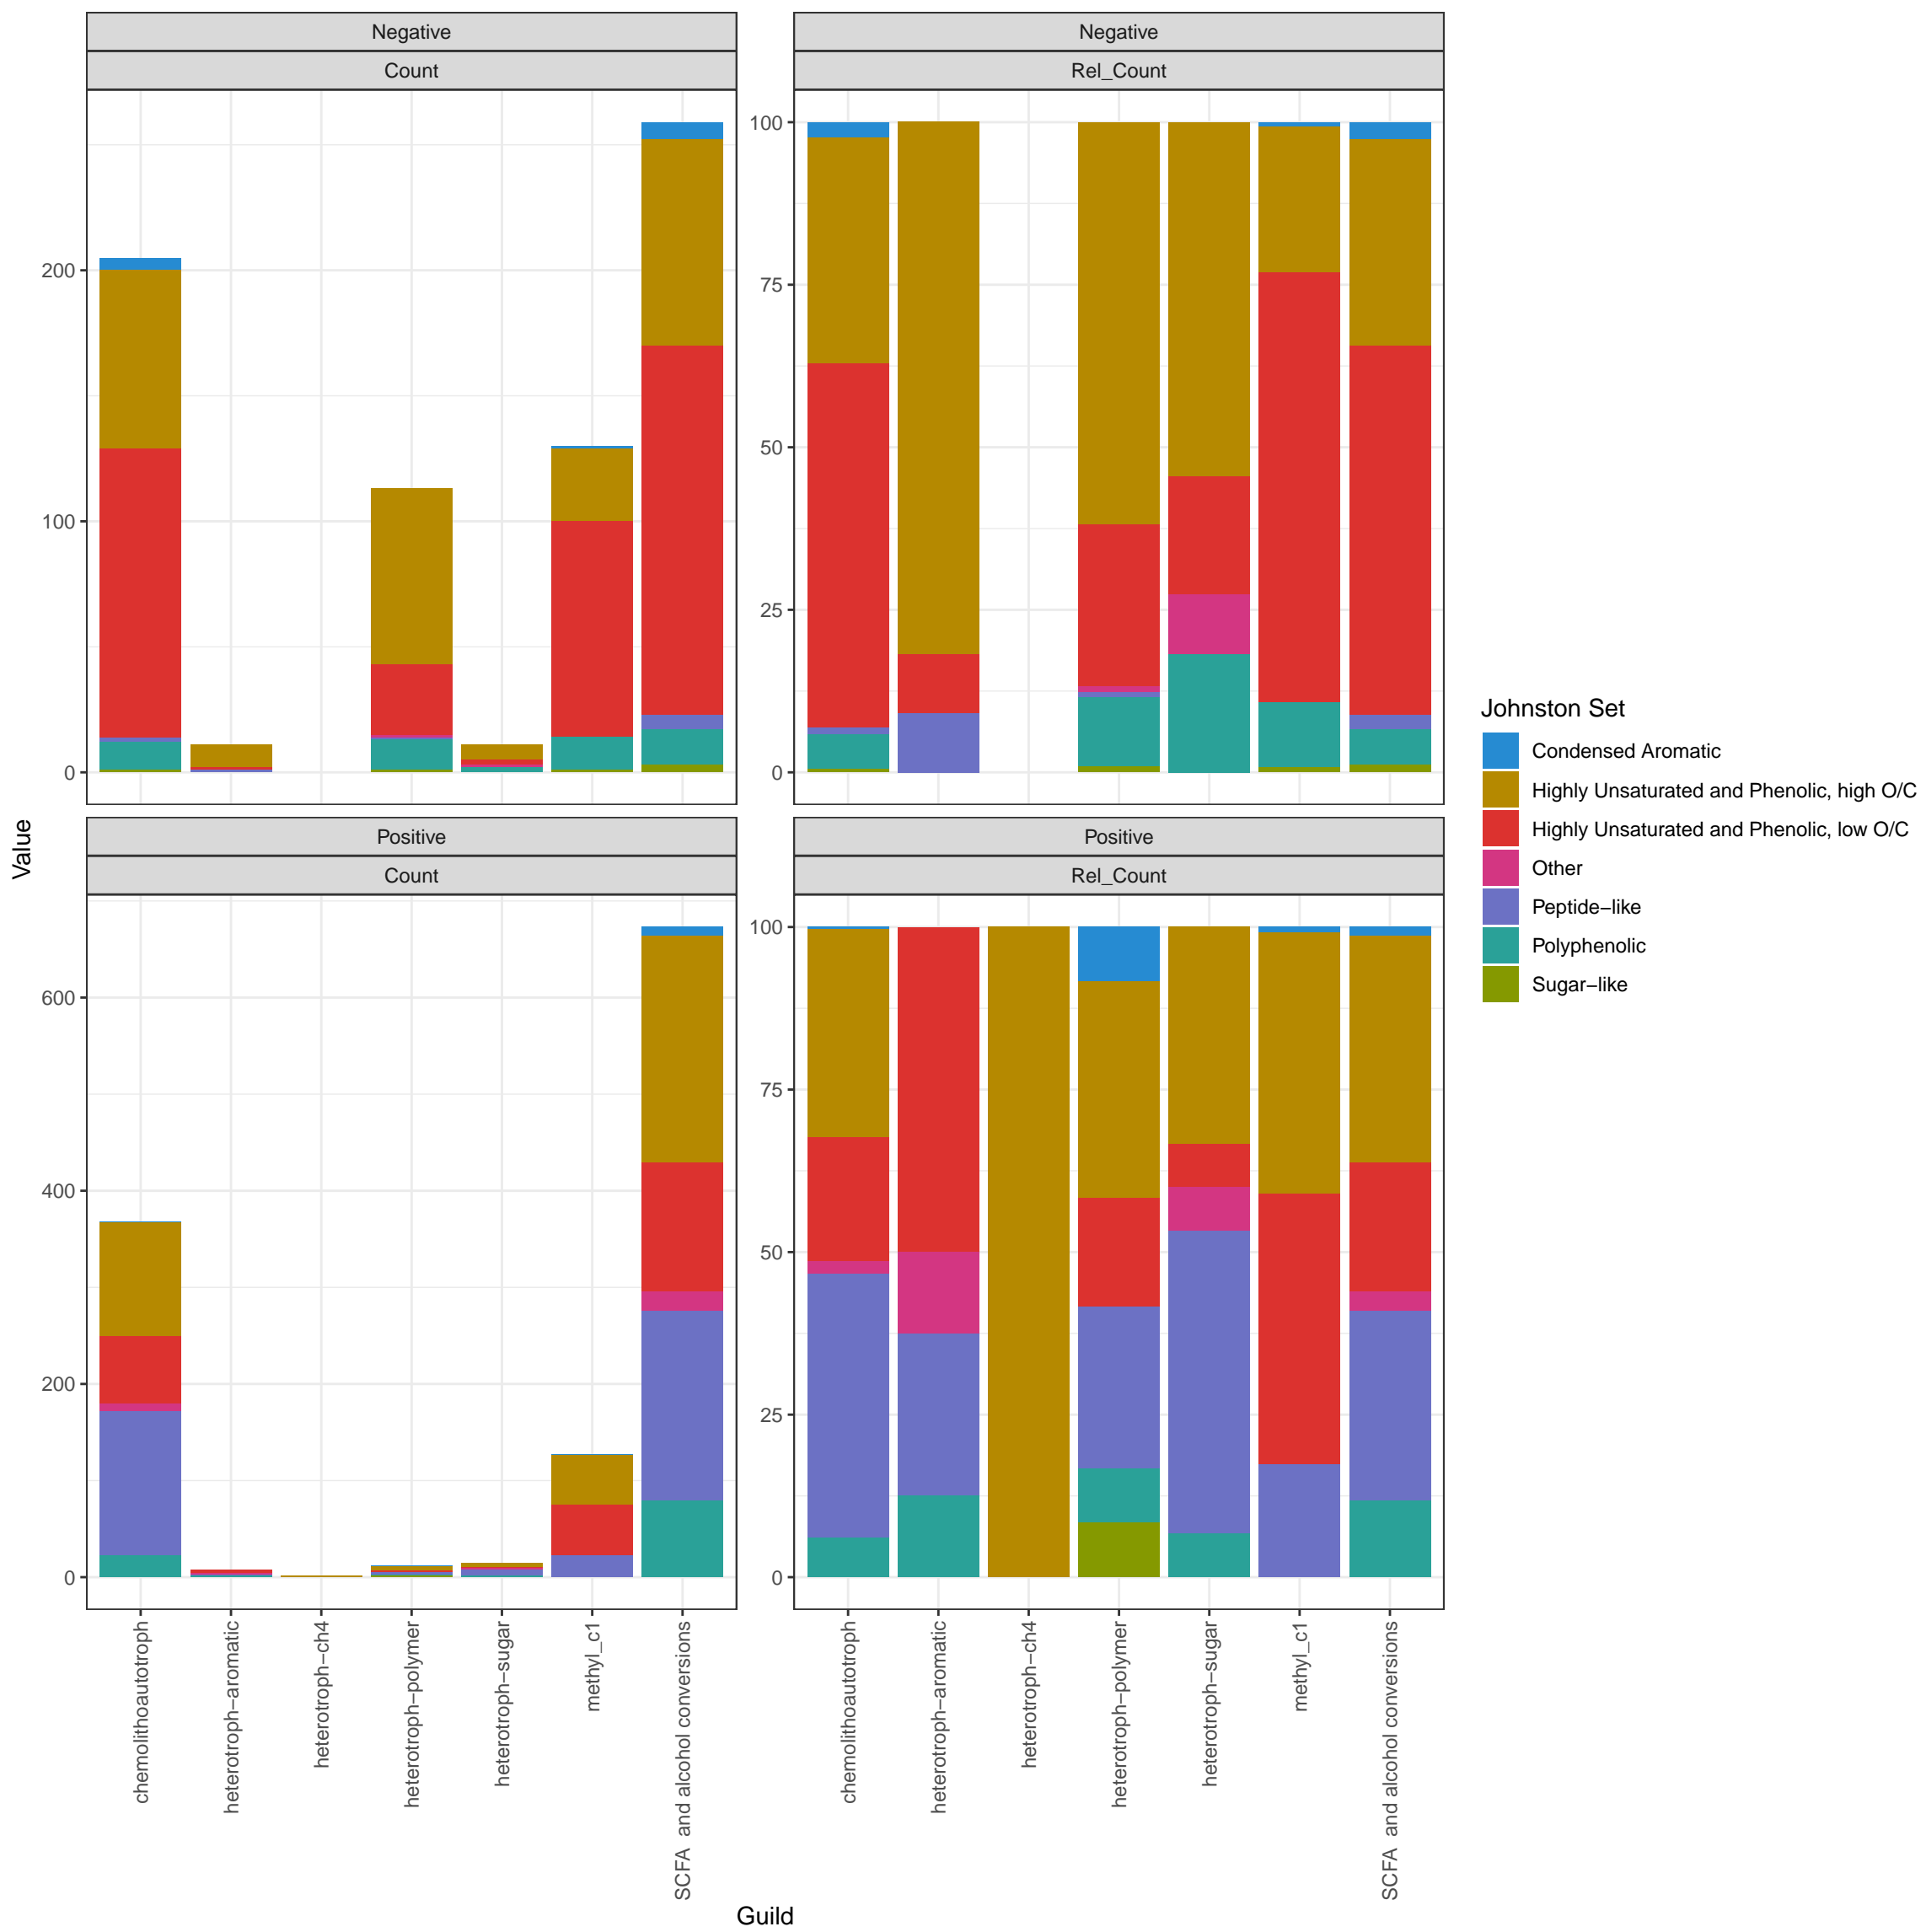 Negative
Count
Negative
Rel_Count
200
100
0
100
75
50
25
0
Value
Positive
Count
Positive
Rel_Count
600
400
200
0
100
75
50
25
0
chemolithoautotroph
heterotroph−aromatic
heterotroph−ch4
heterotroph−polymer
heterotroph−sugar
methyl_c1
SCFA  and alcohol conversions
chemolithoautotroph
heterotroph−aromatic
heterotroph−ch4
heterotroph−polymer
heterotroph−sugar
methyl_c1
SCFA  and alcohol conversions
Guild
Johnston Set
Condensed Aromatic
Highly Unsaturated and Phenolic, high O/C
Highly Unsaturated and Phenolic, low O/C
Other
Peptide−like
Polyphenolic
Sugar−like